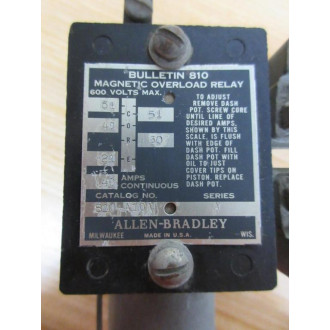 BULLETIN 810
MAGNETIC OVERLOAD RELAY
600 VOLTS MAX.
TO ADJUST
REMOVE DASH
POT. SCREW CORE
UNTIL LINE OF
DESIRED AMPS,
SHOWN BY THIS
SCALE, IS FLUSH
WITH EDGE OF
DASH POT. FILL
DASH POT WITH
OIL TO JUST
COVER TIPS ON
PISTON. REPLACE
DASH POT.
C
O
R
E
51
30
AMPS
CONTINUOUS
CATALOG NO.
SERIES
ALLEN-BRADLEY
MILWAUKEE
MADE IN U.S.A.
WIS.